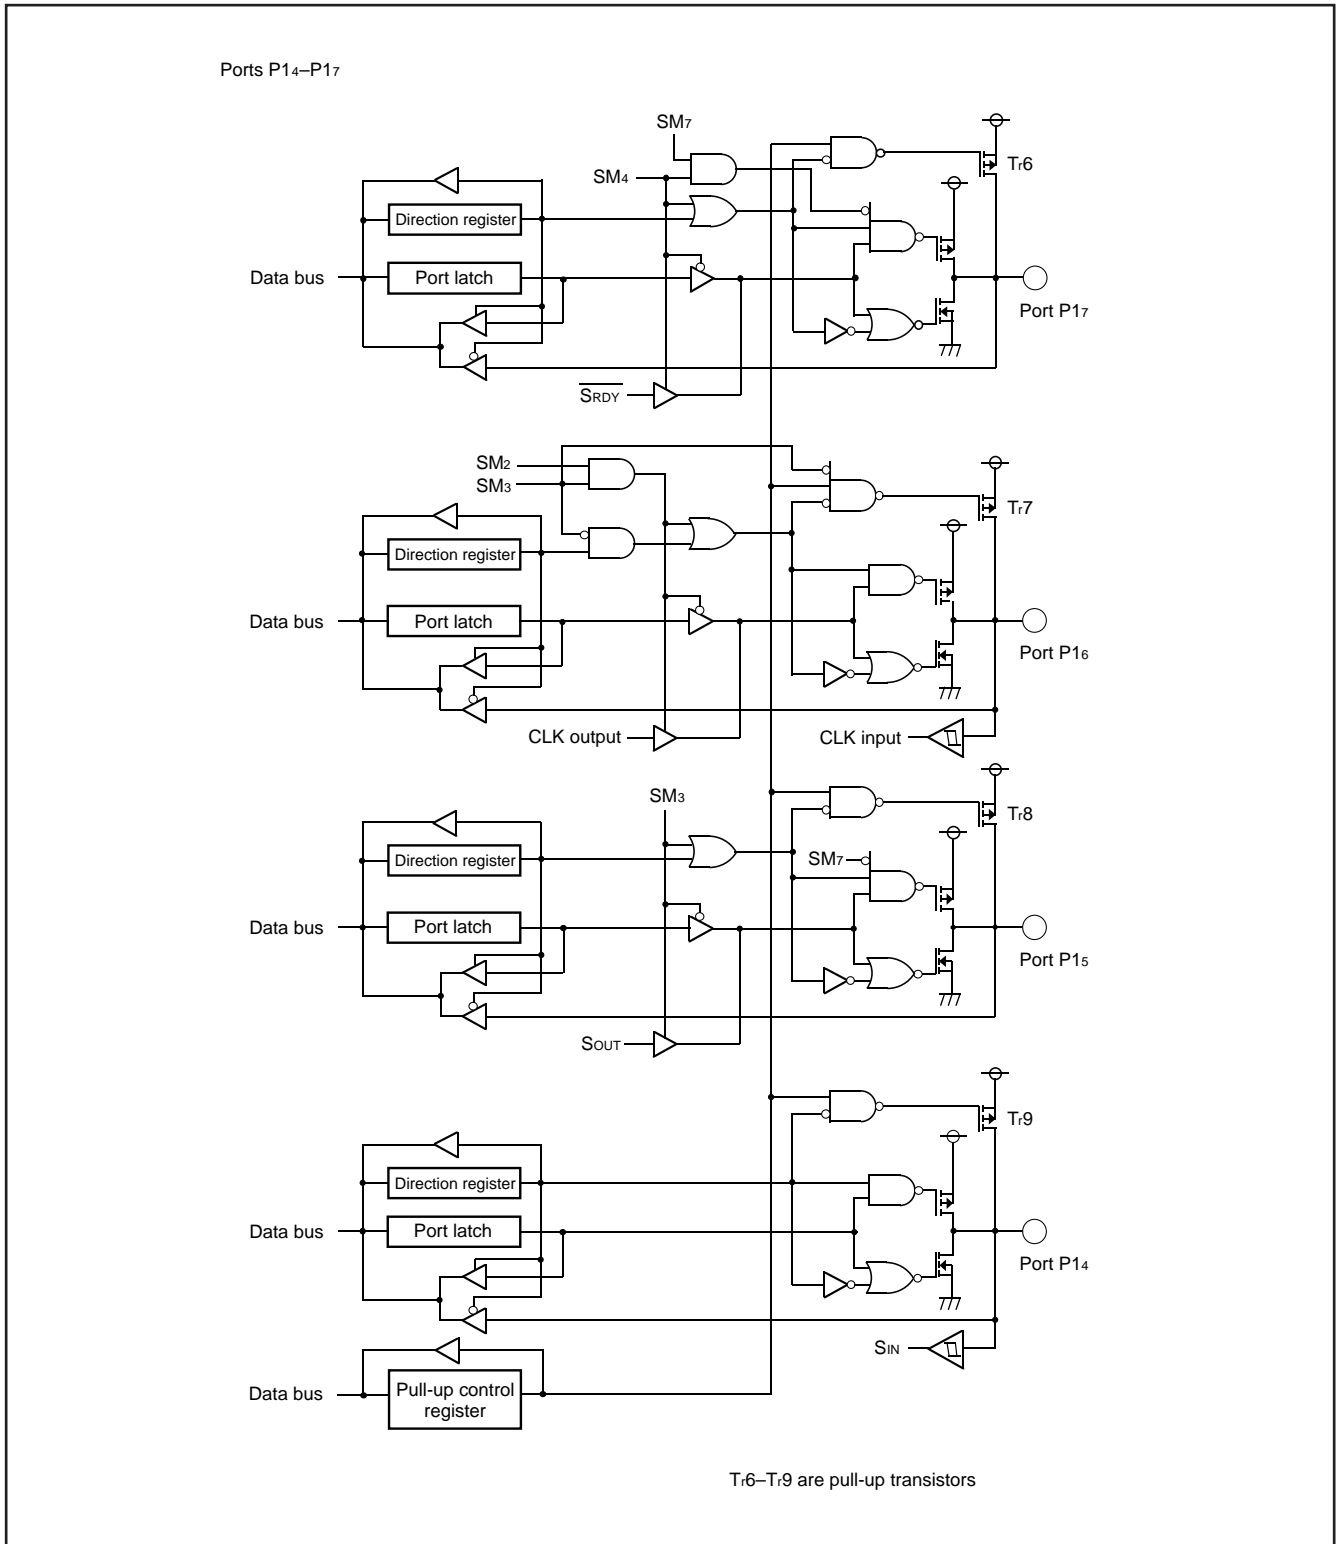 Ports P14–P17
SM7
SM4
Tr6
Direction register
Data bus
Port latch
Port P17
SRDY
SM2
SM3
Tr7
Direction register
Data bus
Port latch
Port P16
CLK output
CLK input
SM3
Tr8
Direction register
SM7
Data bus
Port latch
Port P15
SOUT
Tr9
Direction register
Data bus
Port latch
Port P14
SIN
Data bus
Pull-up control
register
Tr6–Tr9 are pull-up transistors